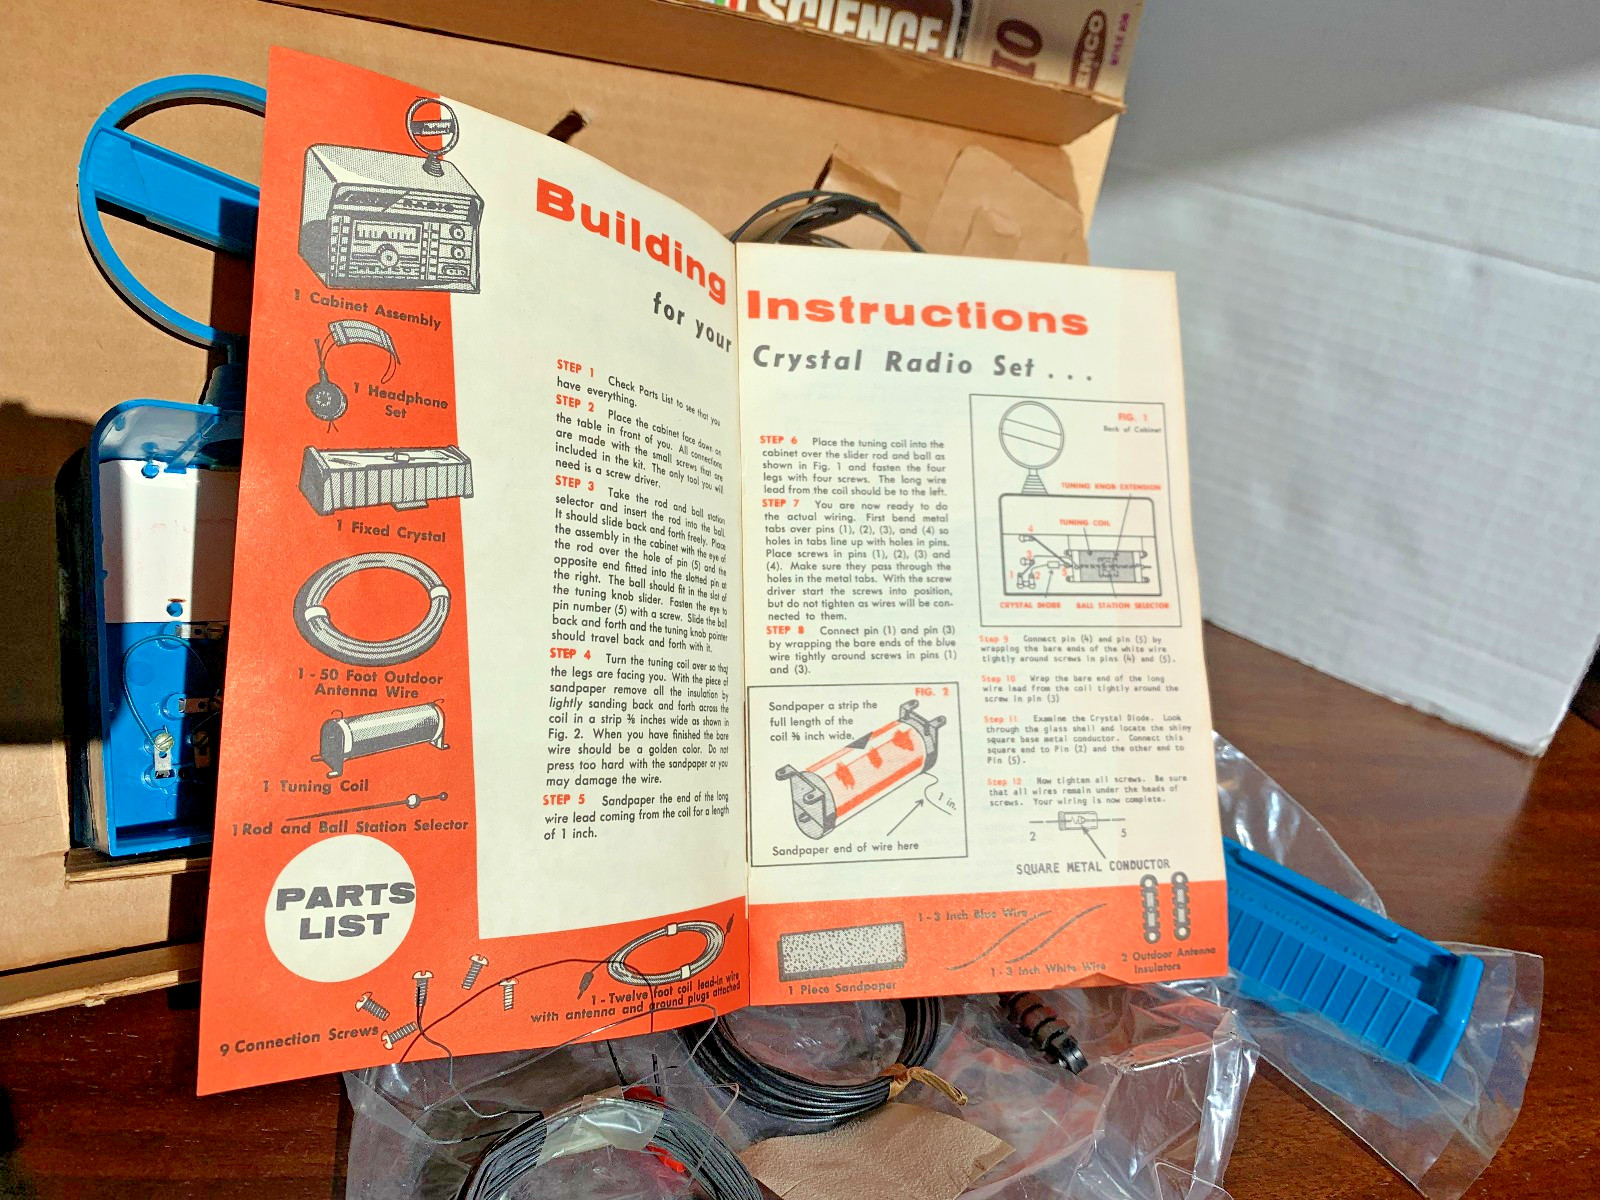 SCIENCE
REMCO
Building
for your
Instructions
Crystal Radio Set . . .
1 Cabinet Assembly
1 Headphone
Set
1 Fixed Crystal
1 - 50 Foot Outdoor
Antenna Wire
1 Tuning Coil
1 Rod and Ball Station Selector
PARTS
LIST
9 Connection Screws
1 - Twelve foot coil lead-in wire
with antenna and ground plugs attached
STEP 1 Check Parts List to see that you
have everything.
STEP 2 Place the cabinet face down on
the table in front of you. All connections
are made with the small screws that are
included in the kit. The only tool you will
need is a screw driver.
STEP 3 Take the rod and ball station
selector and insert the rod into the ball.
It should slide back and forth freely. Place
the assembly in the cabinet with the eye of
the rod over the hole of pin (5) and the
opposite end fitted into the slotted pin at
the right. The ball should fit in the slot of
the tuning knob slider. Fasten the eye to
pin number (5) with a screw. Slide the ball
back and forth and the tuning knob pointer
should travel back and forth with it.
STEP 4 Turn the tuning coil over so that
the legs are facing you. With the piece of
sandpaper remove all the insulation by
lightly sanding back and forth across the
coil in a strip ⅜ inches wide as shown in
Fig. 2. When you have finished the bare
wire should be a golden color. Do not
press too hard with the sandpaper or you
may damage the wire.
STEP 5 Sandpaper the end of the long
wire lead coming from the coil for a length
of 1 inch.
STEP 6 Place the tuning coil into the
cabinet over the slider rod and ball as
shown in Fig. 1 and fasten the four
legs with four screws. The long wire
lead from the coil should be to the left.
STEP 7 You are now ready to do
the actual wiring. First bend metal
tabs over pins (1), (2), (3), and (4) so
holes in tabs line up with holes in pins.
Place screws in pins (1), (2), (3) and
(4). Make sure they pass through the
holes in the metal tabs. With the screw
driver start the screws into position,
but do not tighten as wires will be con-
nected to them.
STEP 8 Connect pin (1) and pin (3)
by wrapping the bare ends of the blue
wire tightly around screws in pins (1)
and (3).
FIG. 2
Sandpaper a strip the
full length of the
coil ⅜ inch wide.
1 in.
Sandpaper end of wire here
FIG. 1
Back of Cabinet
TUNING KNOB EXTENSION
TUNING COIL
4
3
1
2
5
CRYSTAL DIODE
BALL STATION SELECTOR
Step 9 Connect pin (4) and pin (5) by
wrapping the bare ends of the white wire
tightly around screws in pins (4) and (5).
Step 10 Wrap the bare end of the long
wire lead from the coil tightly around the
screw in pin (3)
Step 11 Examine the Crystal Diode. Look
through the glass shell and locate the shiny
square base metal conductor. Connect this
square end to Pin (2) and the other end to
Pin (5).
Step 12 Now tighten all screws. Be sure
that all wires remain under the heads of
screws. Your wiring is now complete.
2
5
SQUARE METAL CONDUCTOR
1 Piece Sandpaper
1 - 3 Inch Blue Wire
1 - 3 Inch White Wire
2 Outdoor Antenna
Insulators